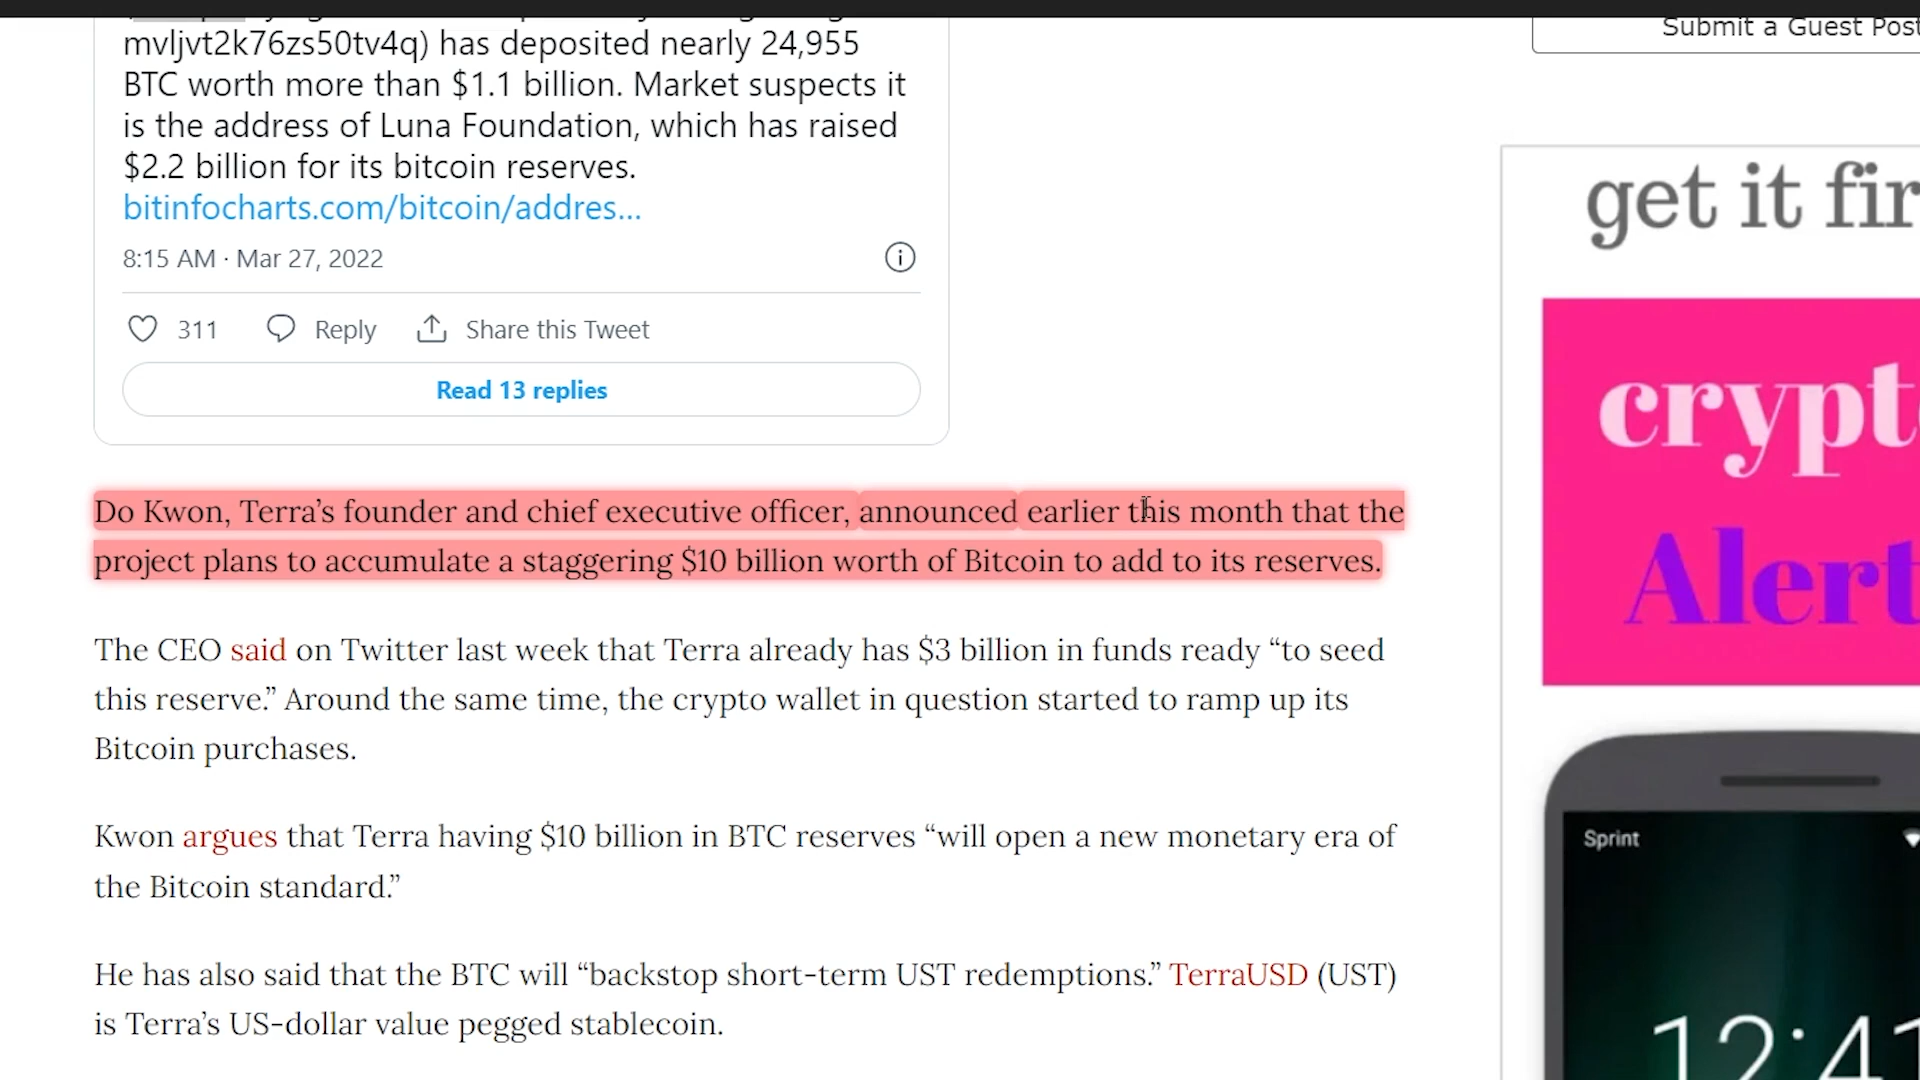 mvljvt2k76zs50tv4q) has deposited nearly 24,955
BTC worth more than $1.1 billion. Market suspects it
is the address of Luna Foundation, which has raised
$2.2 billion for its bitcoin reserves.
bitinfocharts.com/bitcoin/addres...
8:15 AM · Mar 27, 2022
311 Reply Share this Tweet
Read 13 replies
Do Kwon, Terra’s founder and chief executive officer, announced earlier this month that the
project plans to accumulate a staggering $10 billion worth of Bitcoin to add to its reserves.
The CEO said on Twitter last week that Terra already has $3 billion in funds ready “to seed
this reserve.” Around the same time, the crypto wallet in question started to ramp up its
Bitcoin purchases.
Kwon argues that Terra having $10 billion in BTC reserves “will open a new monetary era of
the Bitcoin standard.”
He has also said that the BTC will “backstop short-term UST redemptions.” TerraUSD (UST)
is Terra’s US-dollar value pegged stablecoin.
Submit a Guest Post
get it fir
crypt
Alert
Sprint
12:41